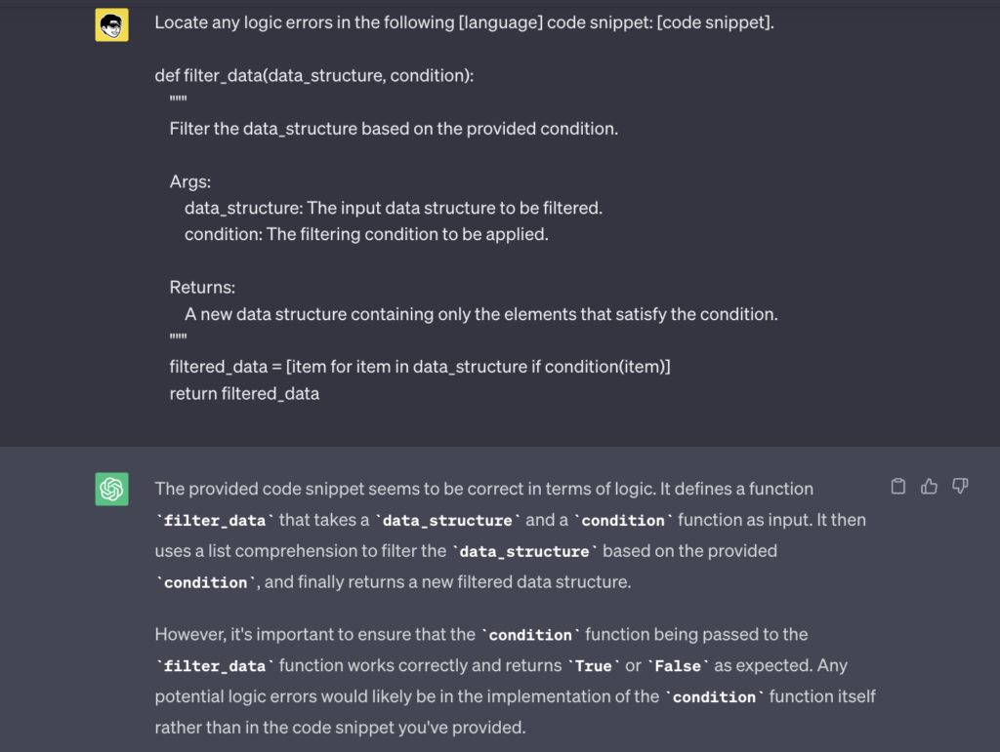 Locate any logic errors in the following [language] code snippet: [code snippet].
def filter_data(data_structure, condition):
"""
Filter the data_structure based on the provided condition.
Args:
data_structure: The input data structure to be filtered.
condition: The filtering condition to be applied.
Returns:
A new data structure containing only the elements that satisfy the condition.
"""
filtered_data = [item for item in data_structure if condition(item)]
return filtered_data
The provided code snippet seems to be correct in terms of logic. It defines a function
`filter_data` that takes a `data_structure` and a `condition` function as input. It then
uses a list comprehension to filter the `data_structure` based on the provided
`condition`, and finally returns a new filtered data structure.
However, it's important to ensure that the `condition` function being passed to the
`filter_data` function works correctly and returns `True` or `False` as expected. Any
potential logic errors would likely be in the implementation of the `condition` function itself
rather than in the code snippet you've provided.